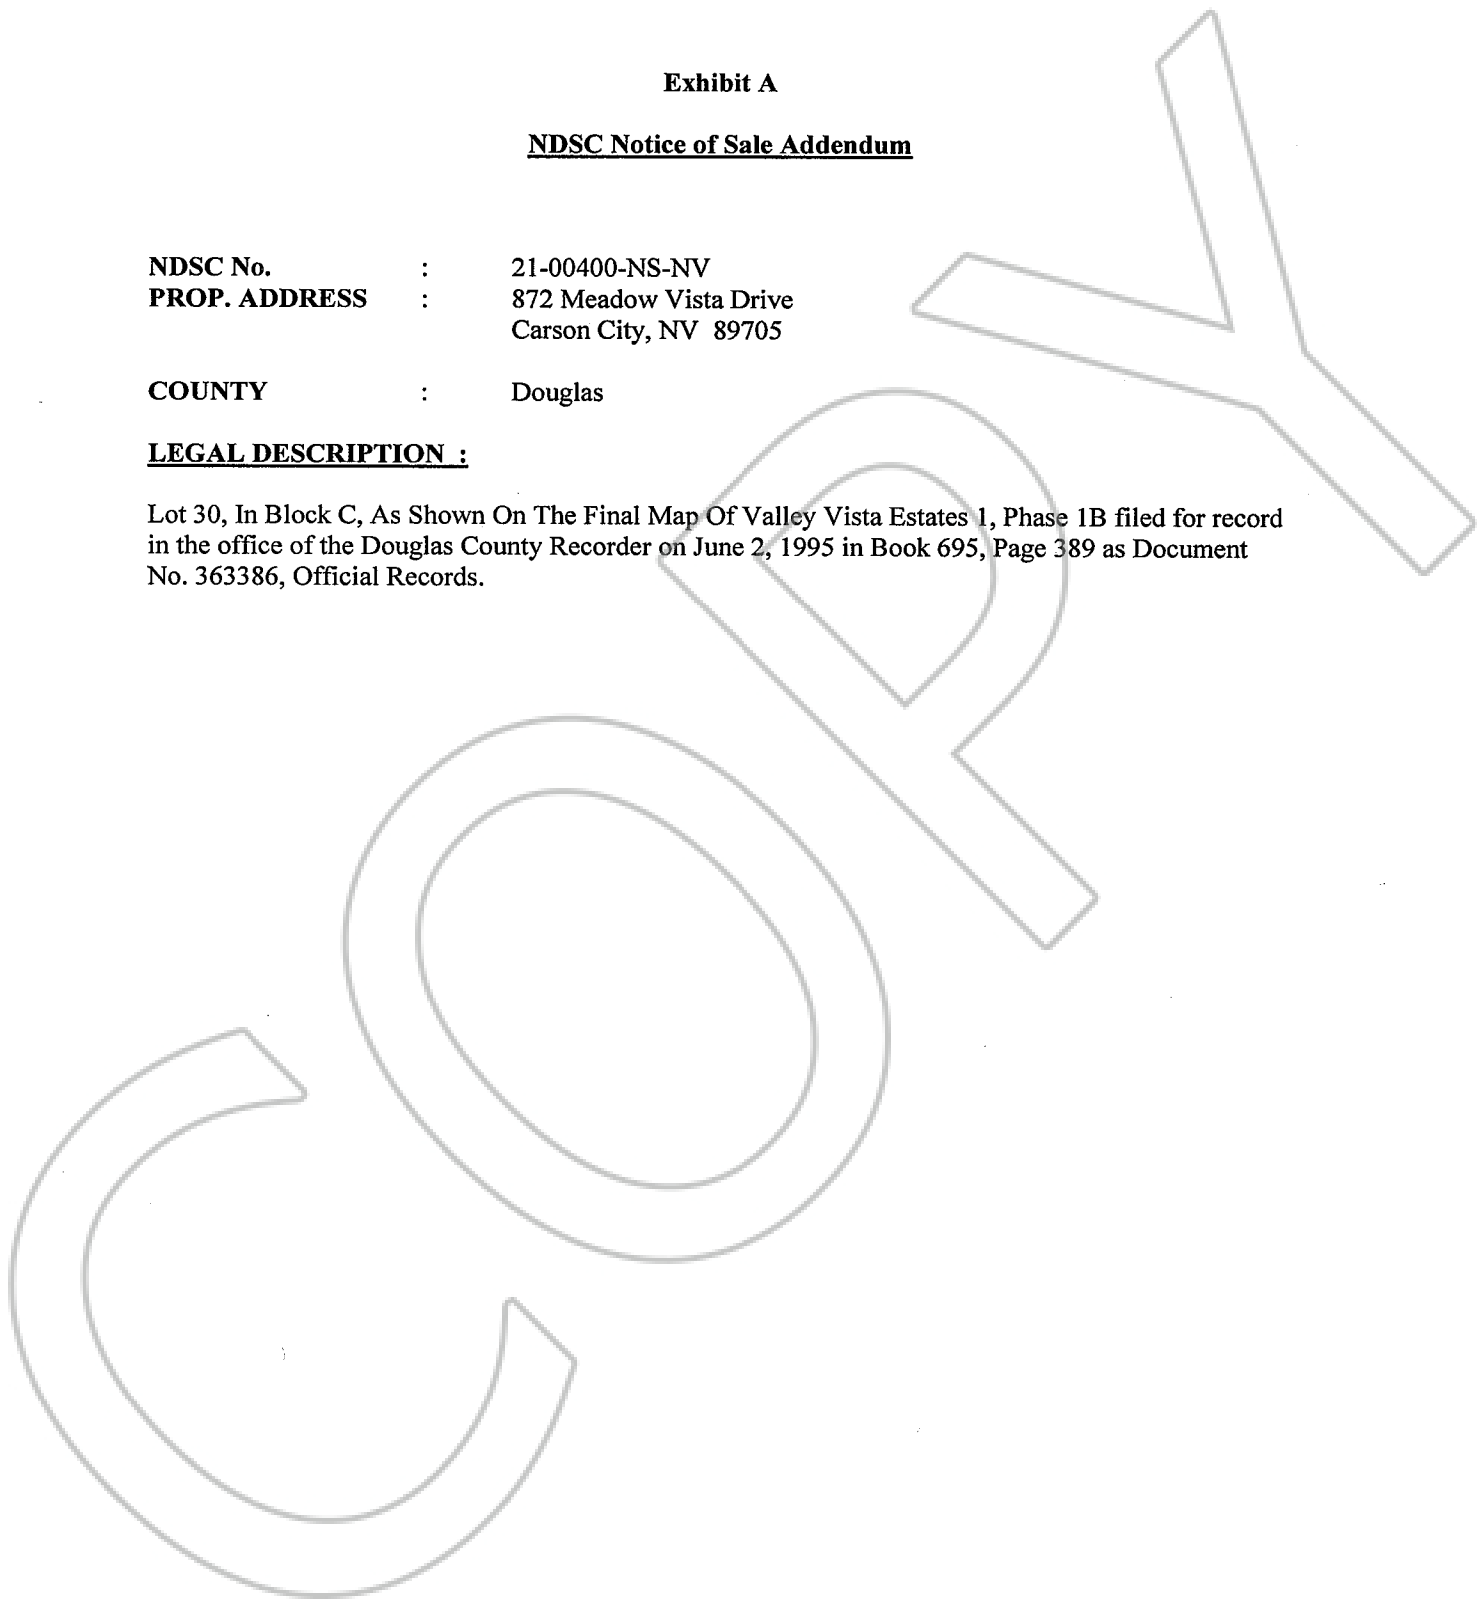 Exhibit A
NDSC Notice of Sale Addendum
NDSC No. : 21-00400-NS-NV
PROP. ADDRESS : 872 Meadow Vista Drive
Carson City, NV 89705
COUNTY : Douglas
LEGAL DESCRIPTION :
Lot 30, In Block C, As Shown On The Final Map Of Valley Vista Estates 1, Phase 1B filed for record
in the office of the Douglas County Recorder on June 2, 1995 in Book 695, Page 389 as Document
No. 363386, Official Records.
COPY